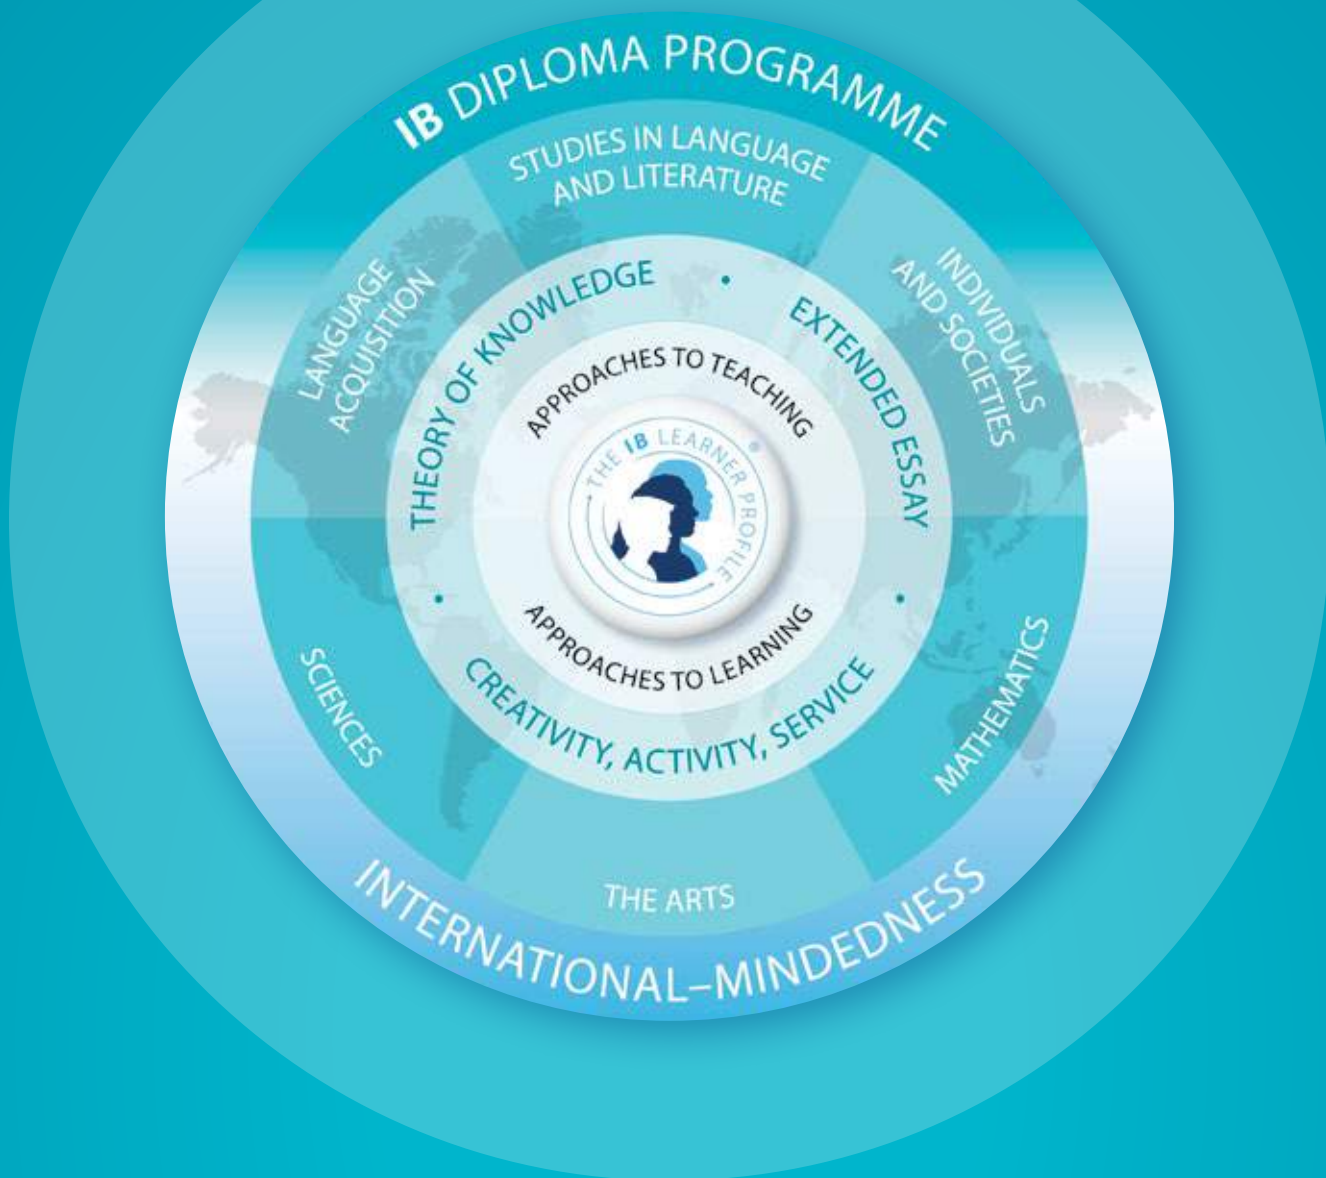 IB DIPLOMA PROGRAMME
STUDIES IN LANGUAGE
AND LITERATURE
LANGUAGE
ACQUISITION
INDIVIDUALS
AND SOCIETIES
THEORY OF KNOWLEDGE
•
EXTENDED ESSAY
APPROACHES TO TEACHING
THE IB LEARNER PROFILE
®
APPROACHES TO LEARNING
•
•
CREATIVITY, ACTIVITY, SERVICE
SCIENCES
MATHEMATICS
THE ARTS
INTERNATIONAL–MINDEDNESS